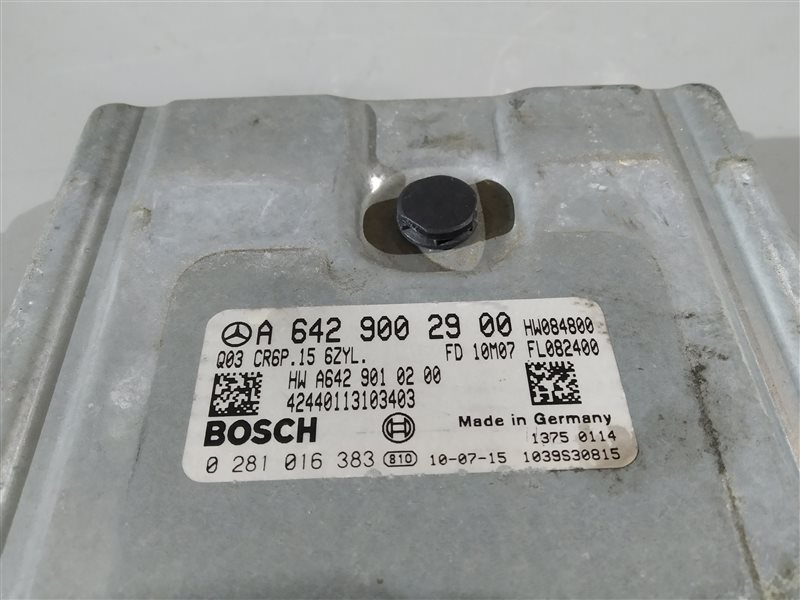 A 642 900 29 00 HW084800
Q03 CR6P.15 6ZYL. FD 10M07 FL082400
HW A642 901 02 00
42440113103403
BOSCH Made in Germany
1375 0114
0 281 016 383 810 10-07-15 1039S30815